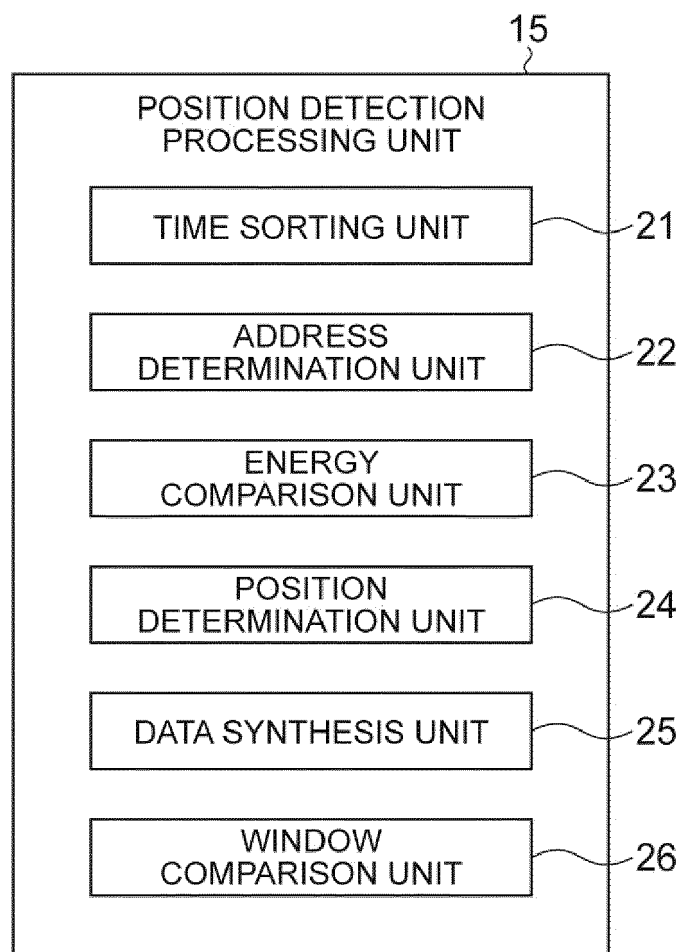 15
POSITION DETECTION
PROCESSING UNIT
TIME SORTING UNIT
21
ADDRESS
DETERMINATION UNIT
22
ENERGY
COMPARISON UNIT
23
POSITION
DETERMINATION UNIT
24
DATA SYNTHESIS UNIT
25
WINDOW
COMPARISON UNIT
26